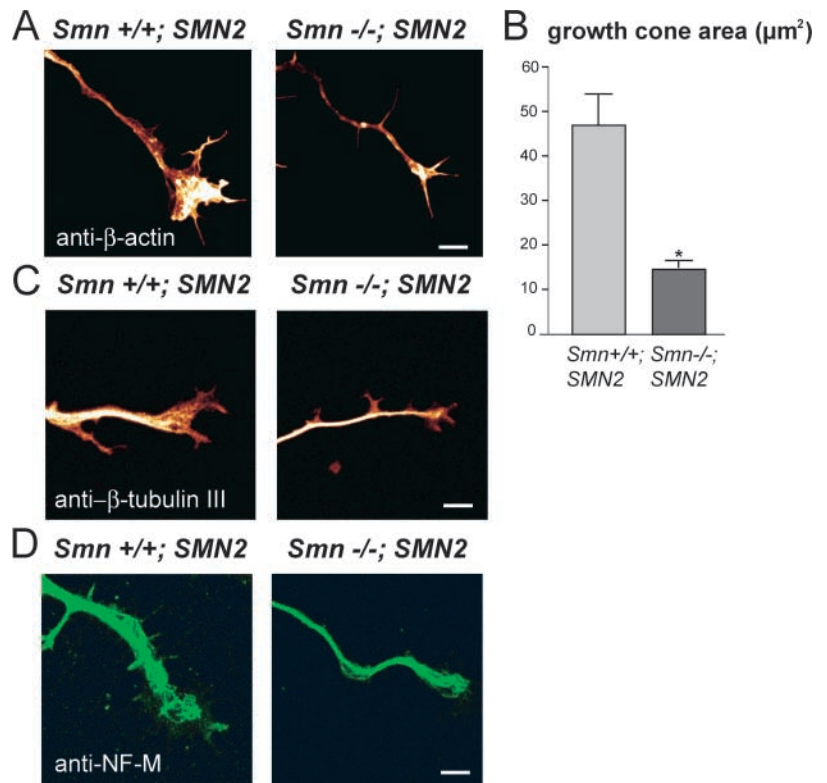 A Smn +/+; SMN2 Smn -/-; SMN2
anti-β-actin
B growth cone area (µm²)
60
50
40
30
20
10
0
*
Smn+/+; Smn-/-;
SMN2 SMN2
C Smn +/+; SMN2 Smn -/-; SMN2
anti–β-tubulin III
D Smn +/+; SMN2 Smn -/-; SMN2
anti-NF-M